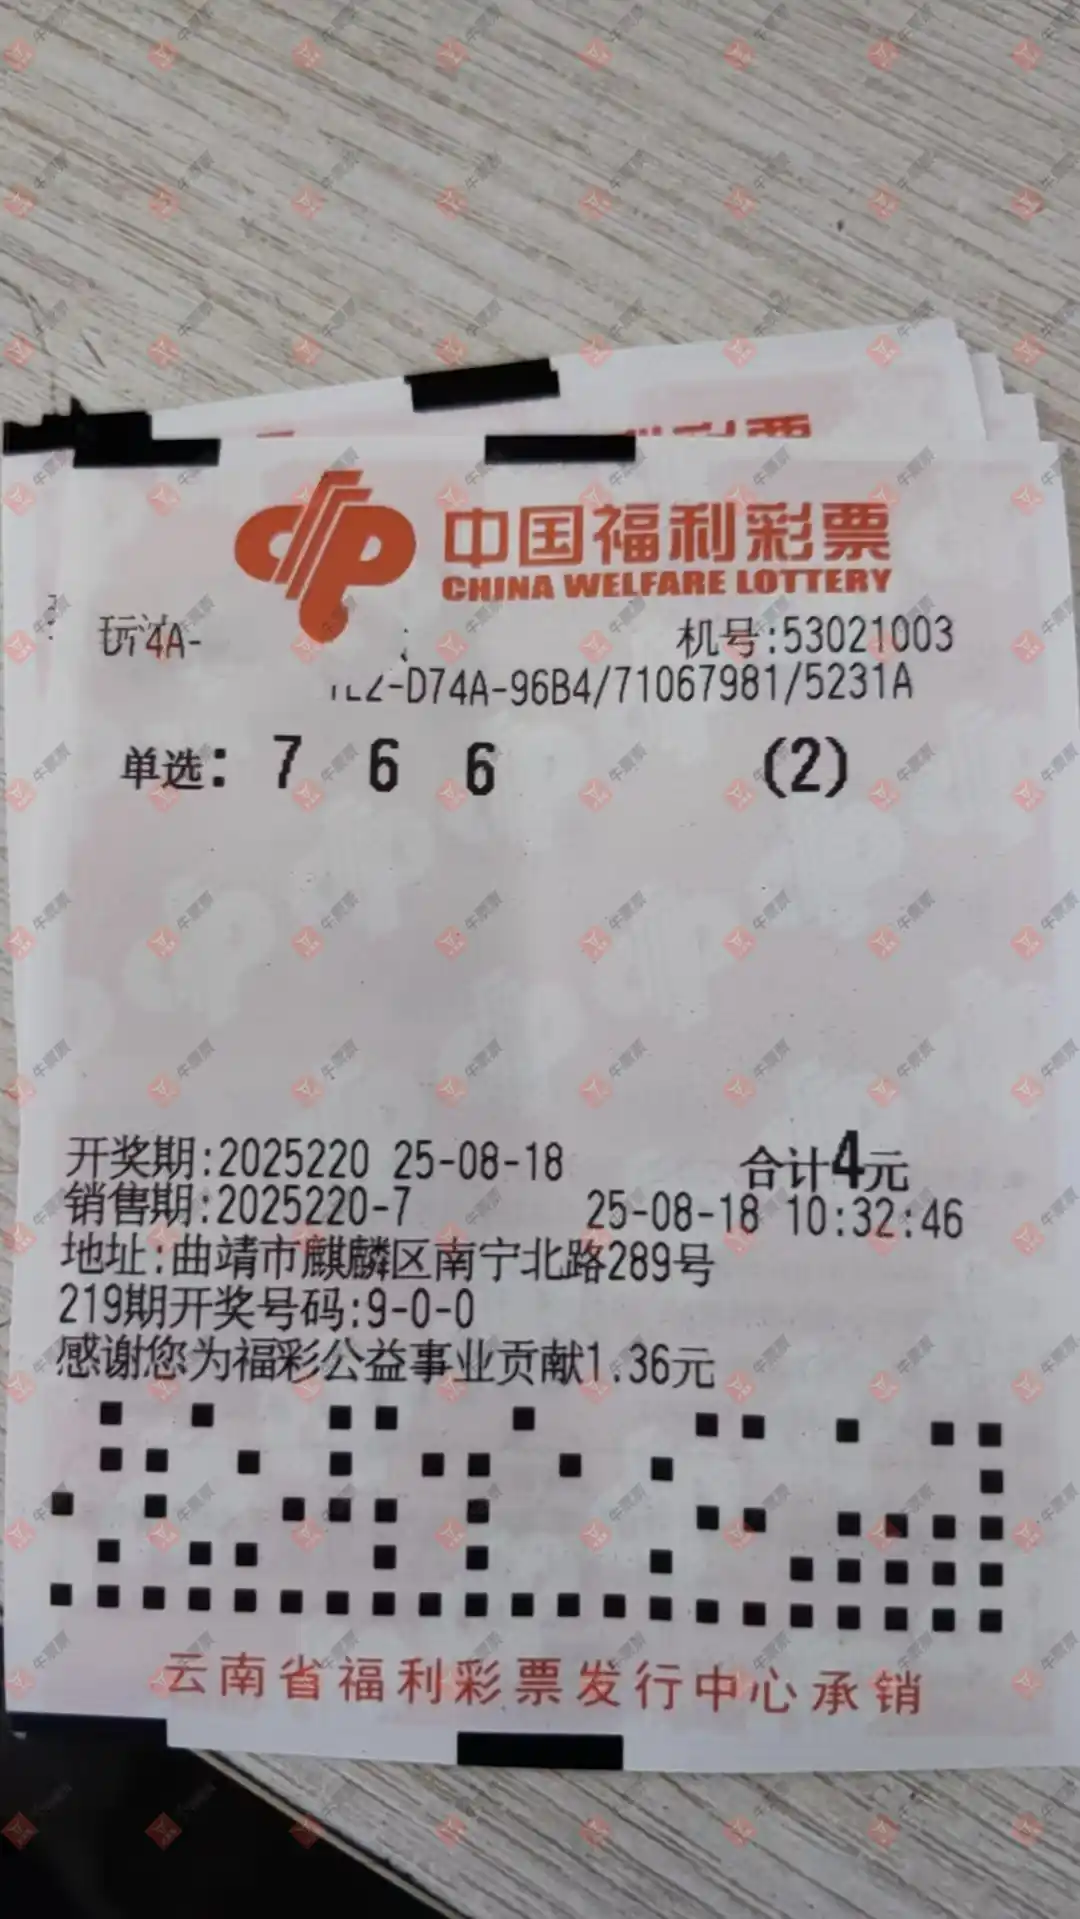 中国福利彩票
CHINA WELFARE LOTTERY
4A-
机号:53021003
-D74A-96B4/71067981/5231A
单选: 7 6 6 (2)
开奖期:2025220 25-08-18 合计4元
销售期:2025220-7 25-08-18 10:32:46
地址:曲靖市麒麟区南宁北路289号
219期开奖号码:9-0-0
感谢您为福彩公益事业贡献1.36元
云南省福利彩票发行中心承销